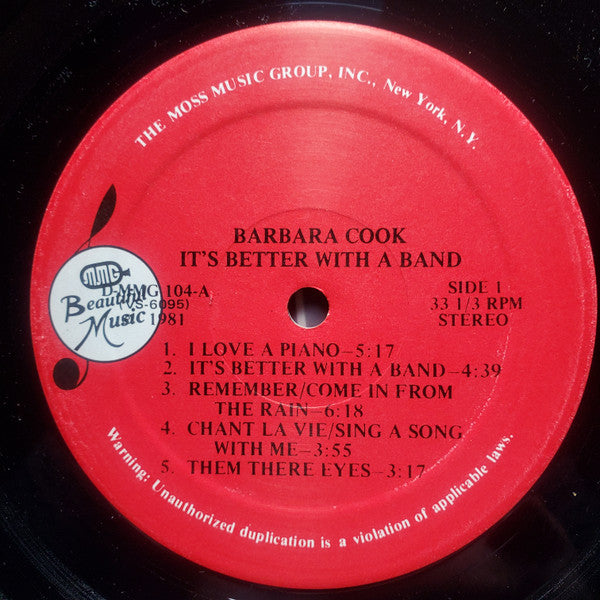 THE MOSS MUSIC GROUP, INC., New York, N.Y.
BARBARA COOK
IT'S BETTER WITH A BAND
MMG
Beautiful
Music
D-MMG 104-A
(VS-6095)
1981
SIDE 1
33 1/3 RPM
STEREO
1. I LOVE A PIANO–5:17
2. IT'S BETTER WITH A BAND–4:39
3. REMEMBER/COME IN FROM
THE RAIN–6:18
4. CHANT LA VIE/SING A SONG
WITH ME–3:55
5. THEM THERE EYES–3:17
Warning: Unauthorized duplication is a violation of applicable laws.